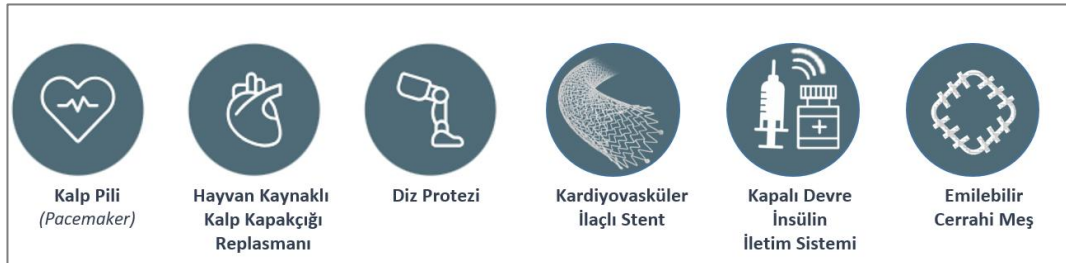 Kalp Pili
(Pacemaker)
Hayvan Kaynaklı
Kalp Kapakçığı
Replasmanı
Diz Protezi
Kardiyovasküler
İlaçlı Stent
Kapalı Devre
İnsülin
İletim Sistemi
Emilebilir
Cerrahi Meş